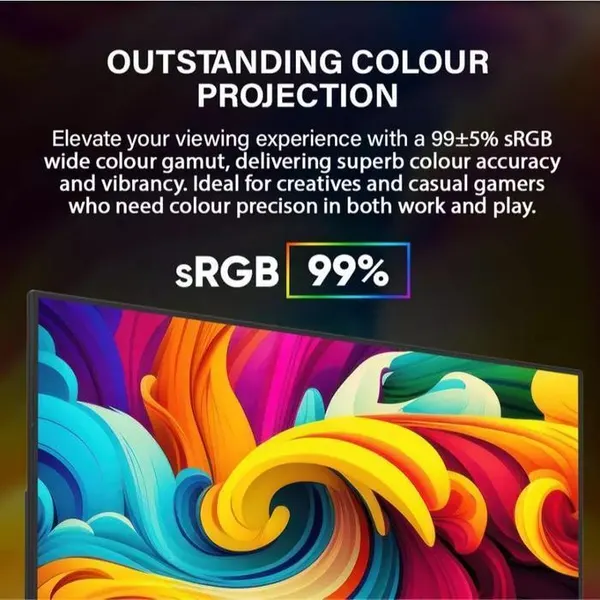 OUTSTANDING COLOUR
PROJECTION
Elevate your viewing experience with a 99±5% sRGB
wide colour gamut, delivering superb colour accuracy
and vibrancy. Ideal for creatives and casual gamers
who need colour precison in both work and play.
sRGB 99%